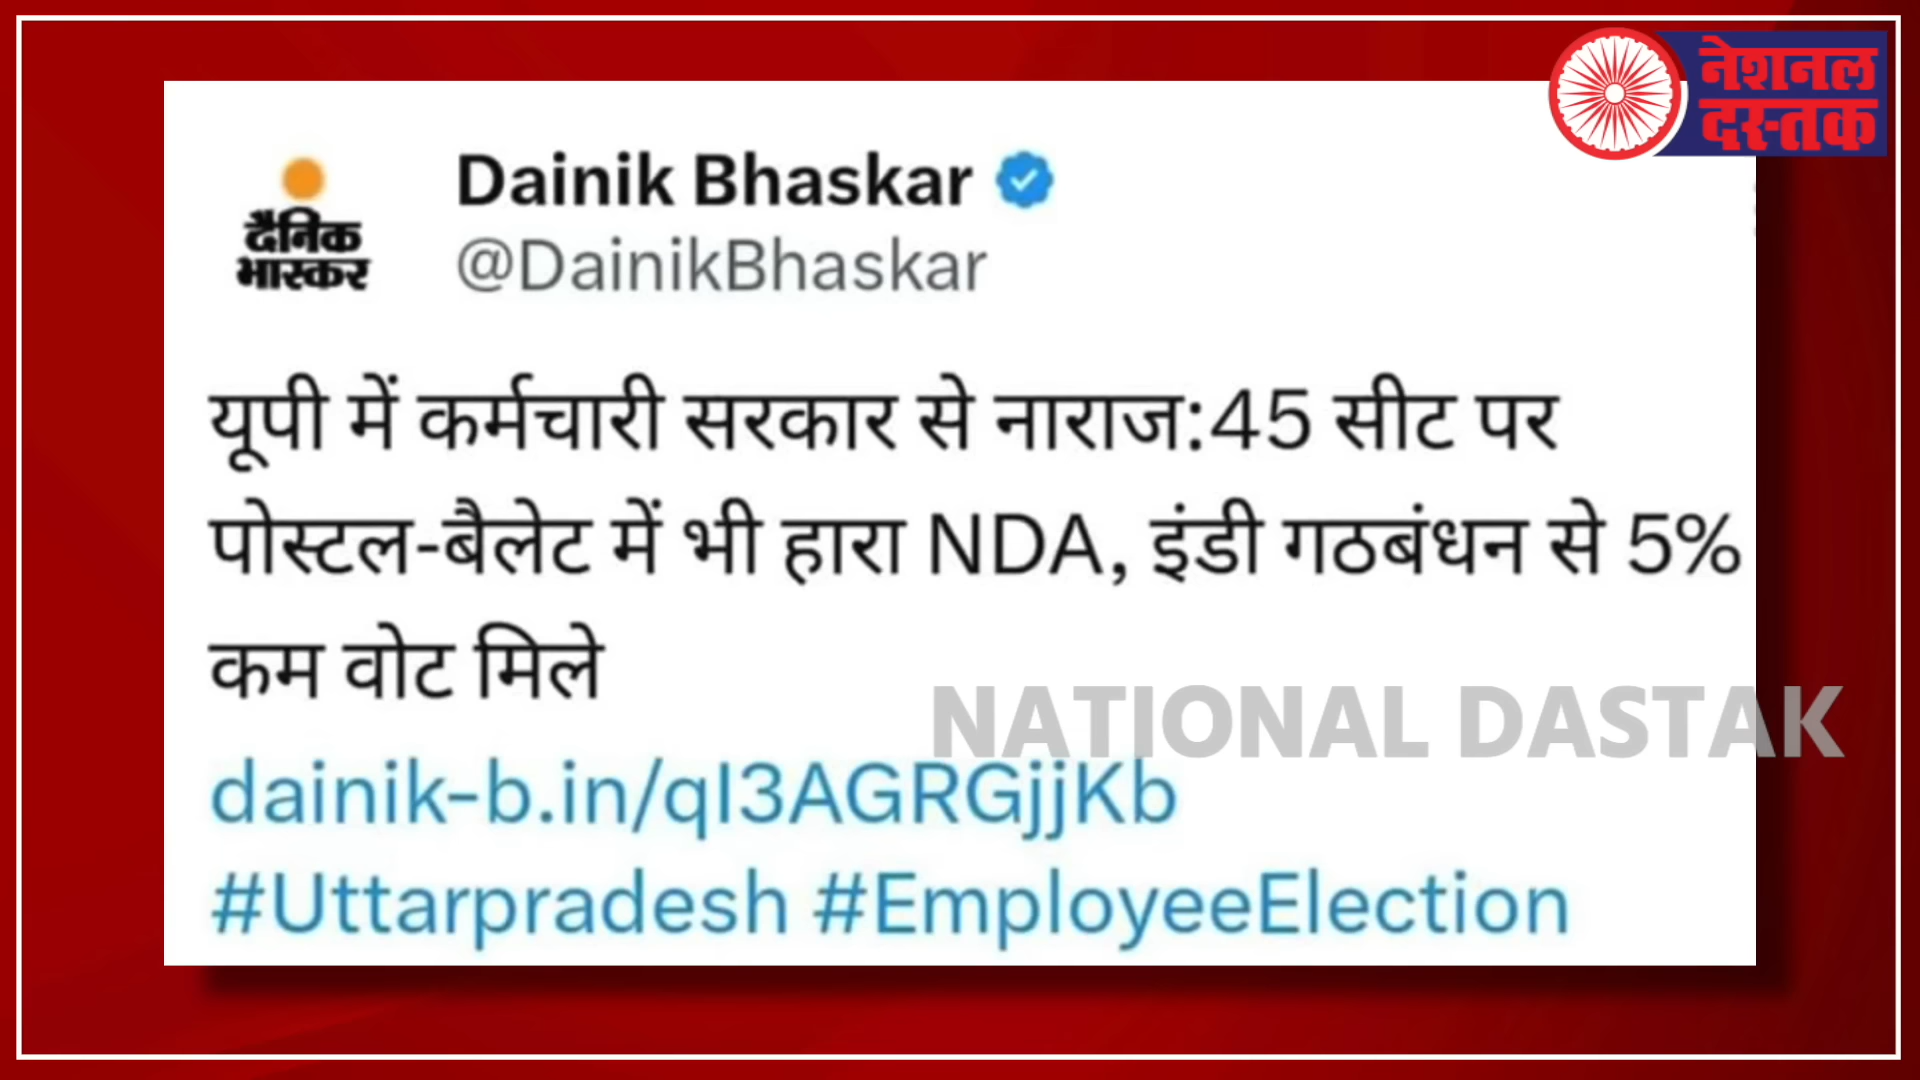 नेशनल
दस्तक
दैनिक
भास्कर
Dainik Bhaskar
@DainikBhaskar
यूपी में कर्मचारी सरकार से नाराज:45 सीट पर
पोस्टल-बैलेट में भी हारा NDA, इंडी गठबंधन से 5%
कम वोट मिले
NATIONAL DASTAK
dainik-b.in/qI3AGRGjjKb
#Uttarpradesh #EmployeeElection